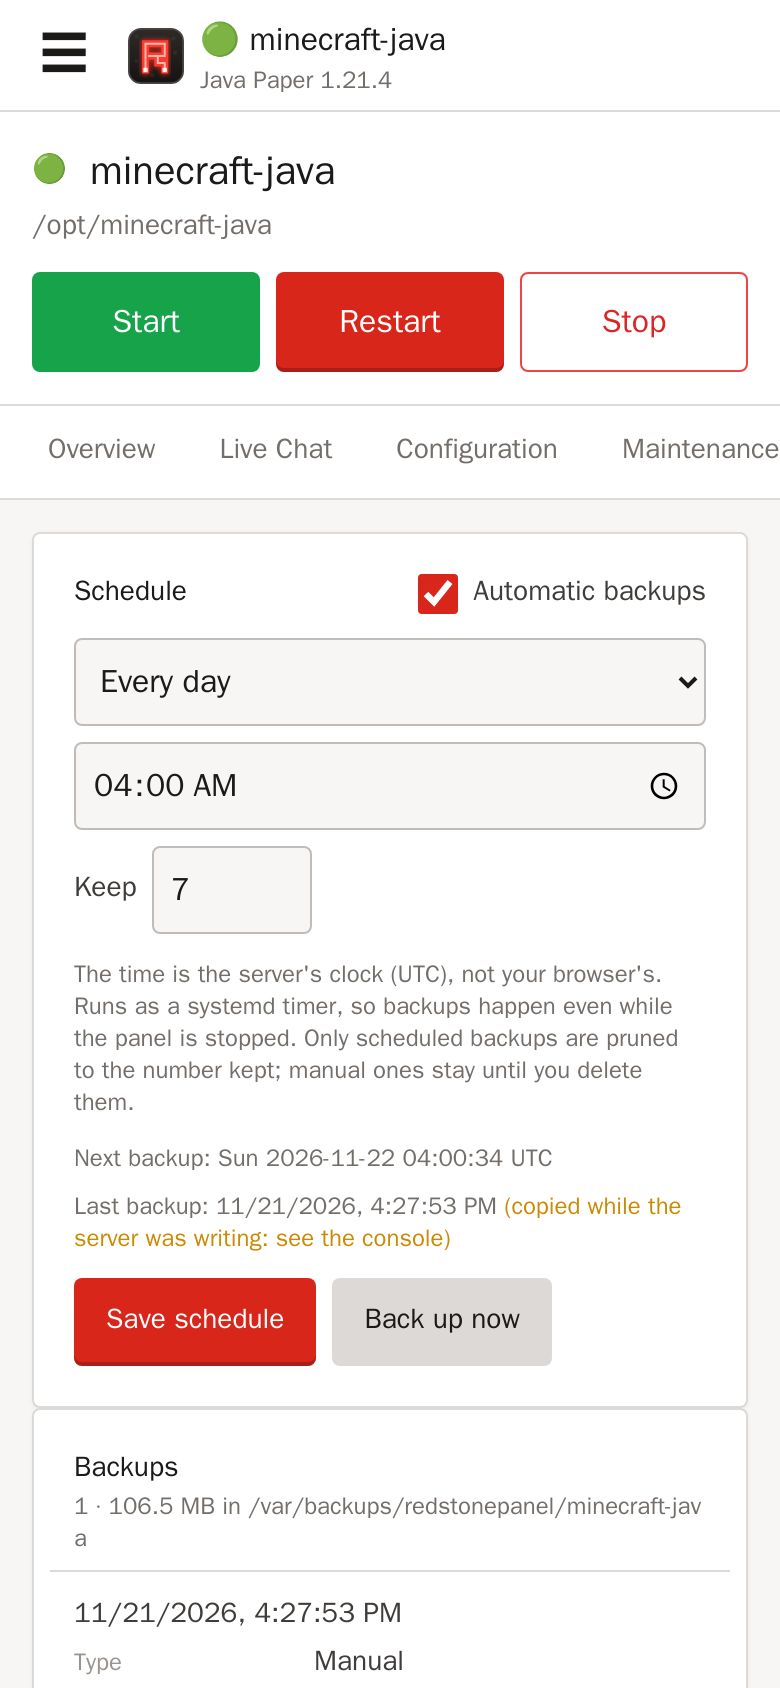 minecraft-java
Java Paper 1.21.4
minecraft-java
/opt/minecraft-java
Start
Restart
Stop
Overview
Live Chat
Configuration
Maintenance
Schedule
Automatic backups
Every day
04:00 AM
Keep
7
The time is the server's clock (UTC), not your browser's.
Runs as a systemd timer, so backups happen even while
the panel is stopped. Only scheduled backups are pruned
to the number kept; manual ones stay until you delete
them.
Next backup: Sun 2026-11-22 04:00:34 UTC
Last backup: 11/21/2026, 4:27:53 PM (copied while the
server was writing: see the console)
Save schedule
Back up now
Backups
1 · 106.5 MB in /var/backups/redstonepanel/minecraft-jav
a
11/21/2026, 4:27:53 PM
Type
Manual